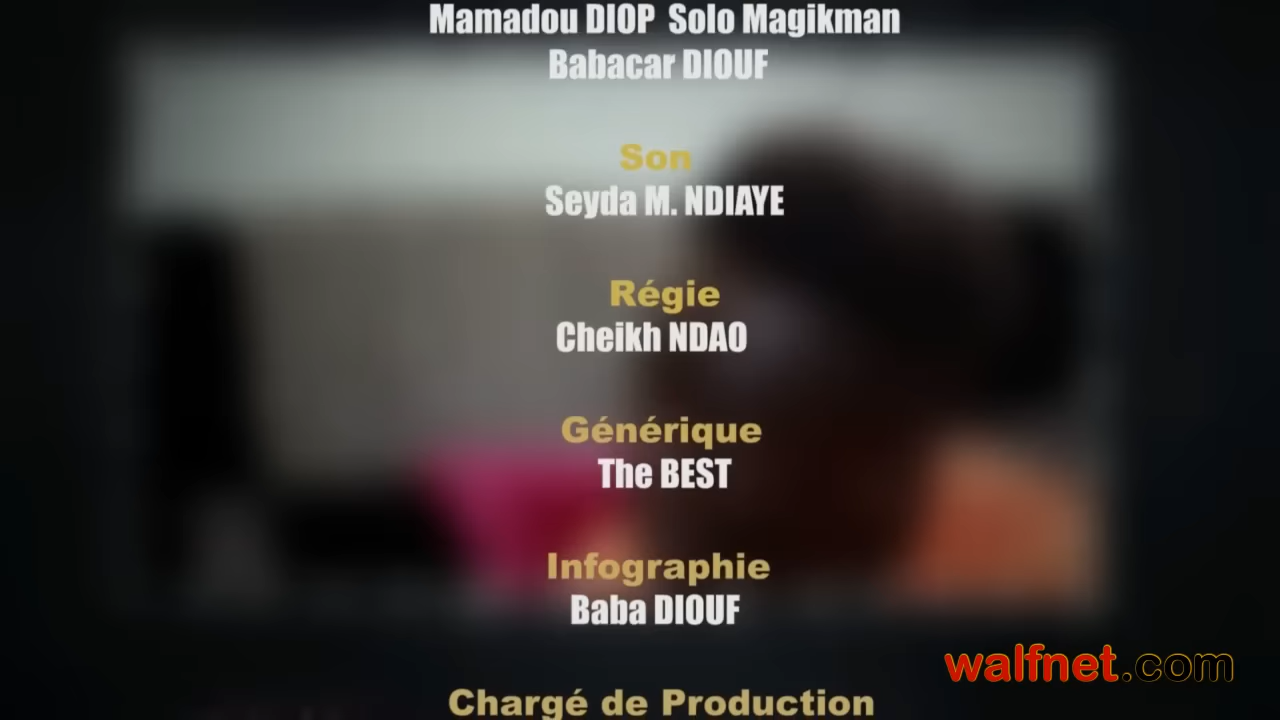 Mamadou DIOP  Solo Magikman
Babacar DIOUF
Son
Seyda M. NDIAYE
Régie
Cheikh NDAO
Générique
The BEST
Infographie
Baba DIOUF
walfnet.com
Chargé de Production